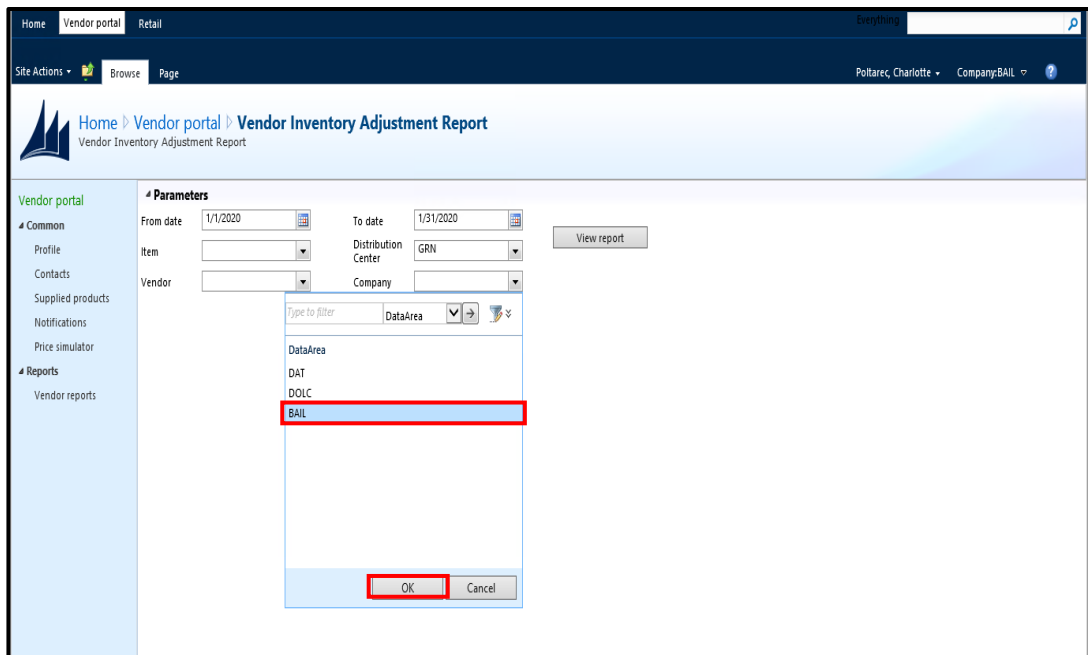 Home Vendor portal Retail Everything
Site Actions Browse Page Poltarec, Charlotte Company:BAIL ?
Home Vendor portal Vendor Inventory Adjustment Report
Vendor Inventory Adjustment Report
Vendor portal
Common
Profile
Contacts
Supplied products
Notifications
Price simulator
Reports
Vendor reports
Parameters
From date 1/1/2020 To date 1/31/2020
Item Distribution Center GRN
View report
Vendor Company
Type to filter DataArea
DataArea
DAT
DOLC
BAIL
OK Cancel